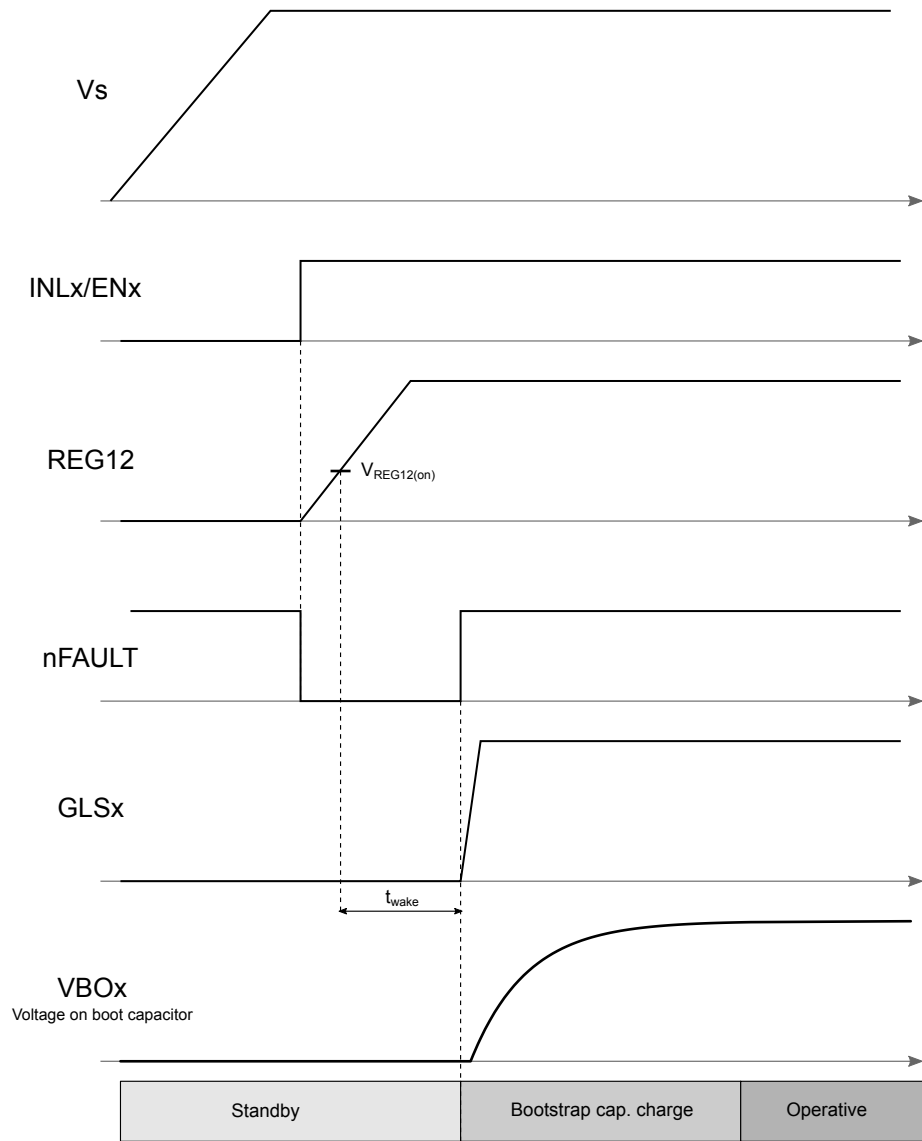 Vs
INLx/ENx
REG12
VREG12(on)
nFAULT
GLSx
twake
VBOx
Voltage on boot capacitor
Standby
Bootstrap cap. charge
Operative